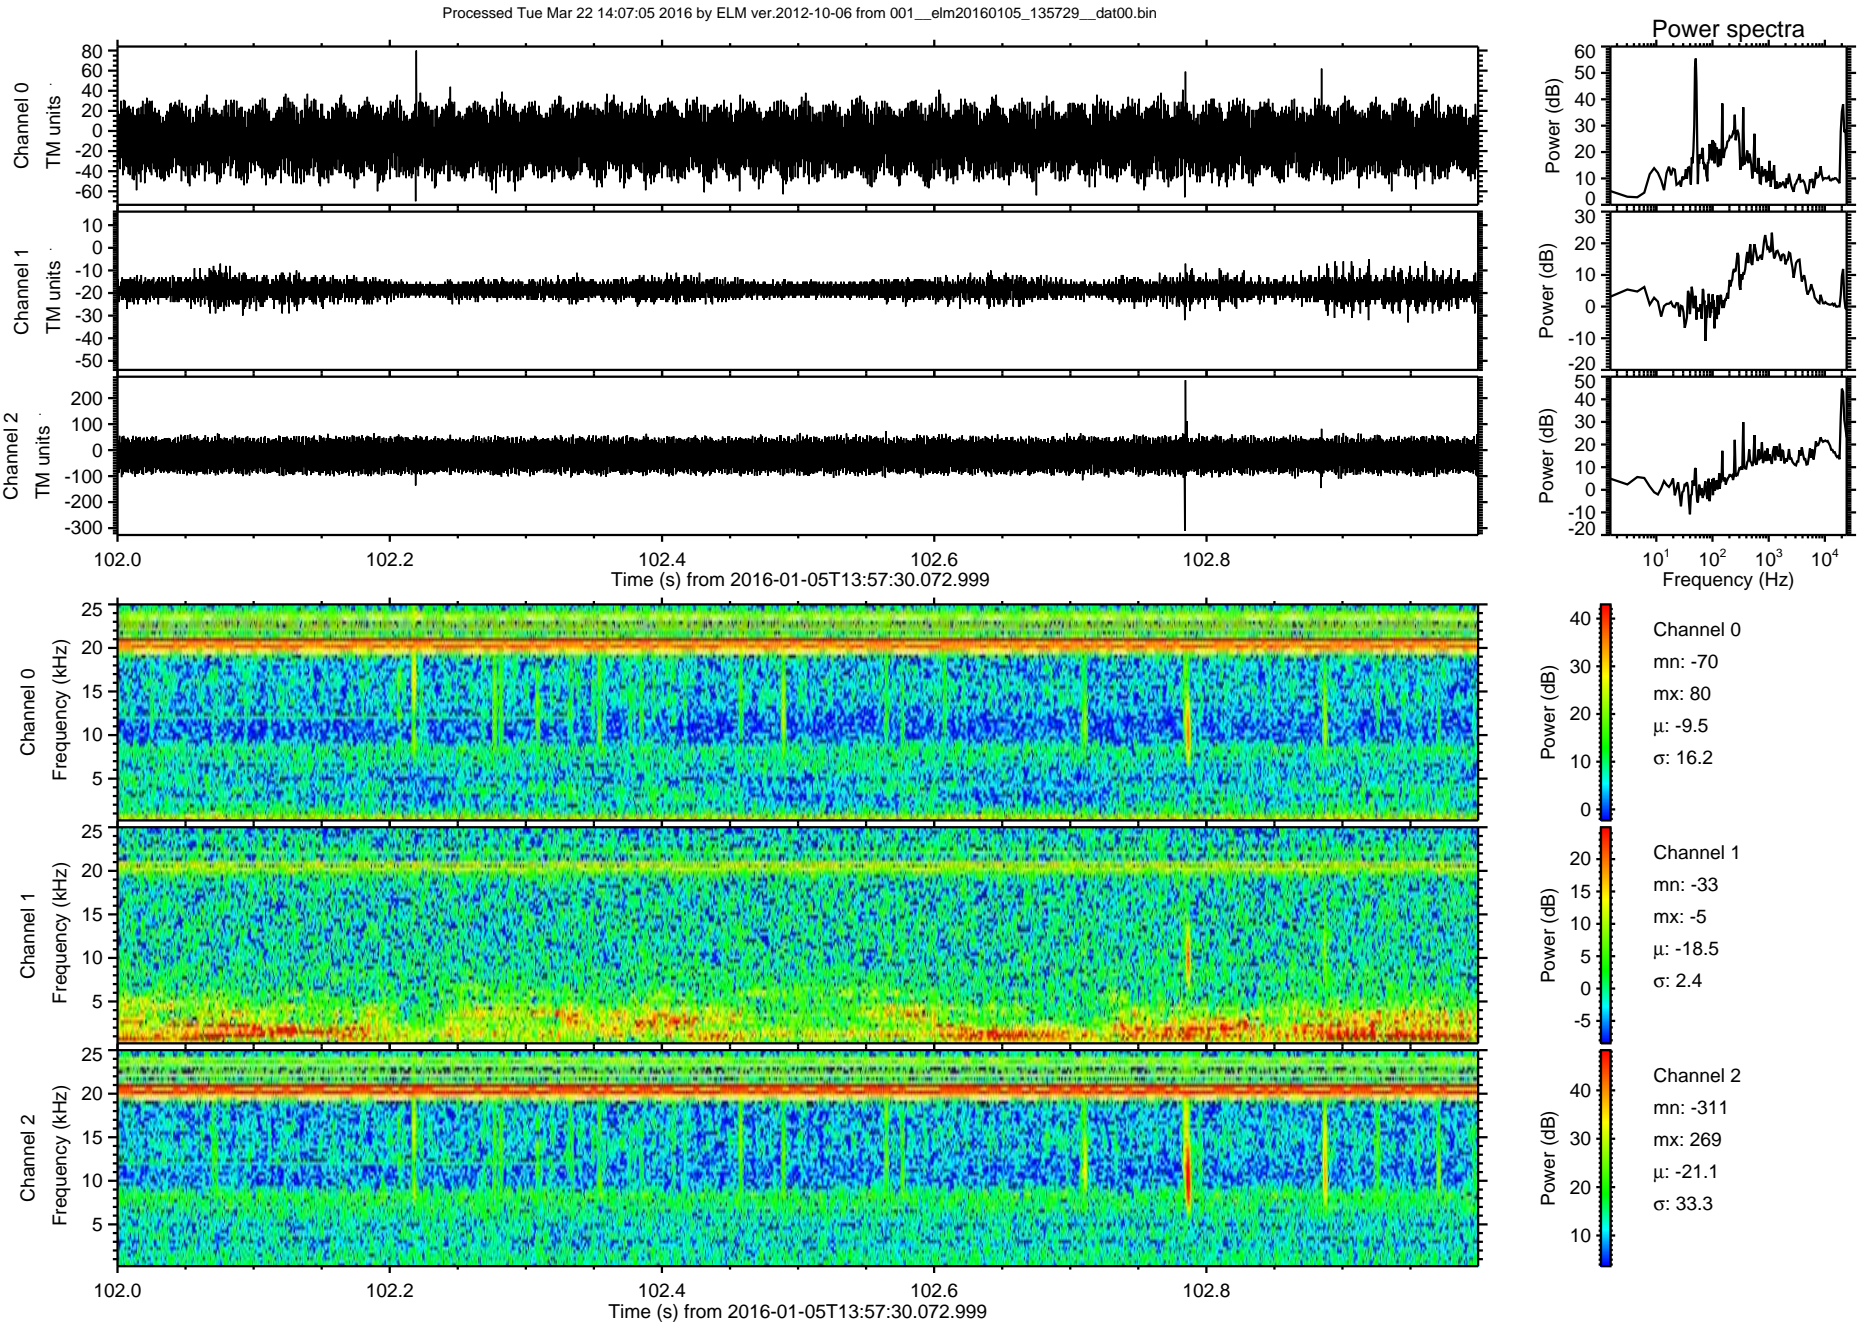 Processed Tue Mar 22 14:07:05 2016 by ELM ver.2012-10-06 from 001__elm20160105_135729__dat00.bin
Power spectra
Channel 0
TM units
80
60
40
20
0
-20
-40
-60
Power (dB)
60
50
40
30
20
10
0
Channel 1
TM units
10
0
-10
-20
-30
-40
-50
Power (dB)
30
20
10
0
-10
-20
Channel 2
TM units
200
100
0
-100
-200
-300
Power (dB)
50
40
30
20
10
0
-10
-20
102.0 102.2 102.4 102.6 102.8
Time (s) from 2016-01-05T13:57:30.072.999
10¹ 10² 10³ 10⁴
Frequency (Hz)
Channel 0
Frequency (kHz)
25
20
15
10
5
Power (dB)
40
30
20
10
0
Channel 0
mn: -70
mx: 80
μ: -9.5
σ: 16.2
Channel 1
Frequency (kHz)
25
20
15
10
5
Power (dB)
20
15
10
5
0
-5
Channel 1
mn: -33
mx: -5
μ: -18.5
σ: 2.4
Channel 2
Frequency (kHz)
25
20
15
10
5
Power (dB)
40
30
20
10
Channel 2
mn: -311
mx: 269
μ: -21.1
σ: 33.3
102.0 102.2 102.4 102.6 102.8
Time (s) from 2016-01-05T13:57:30.072.999